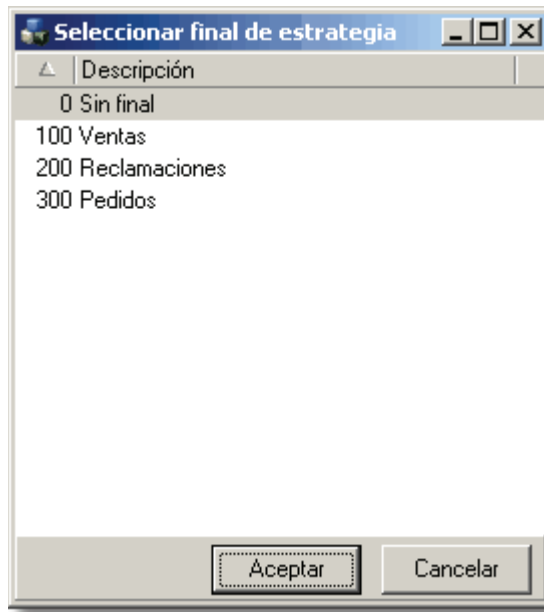 Seleccionar final de estrategia
Descripción
0 Sin final
100 Ventas
200 Reclamaciones
300 Pedidos
Aceptar Cancelar